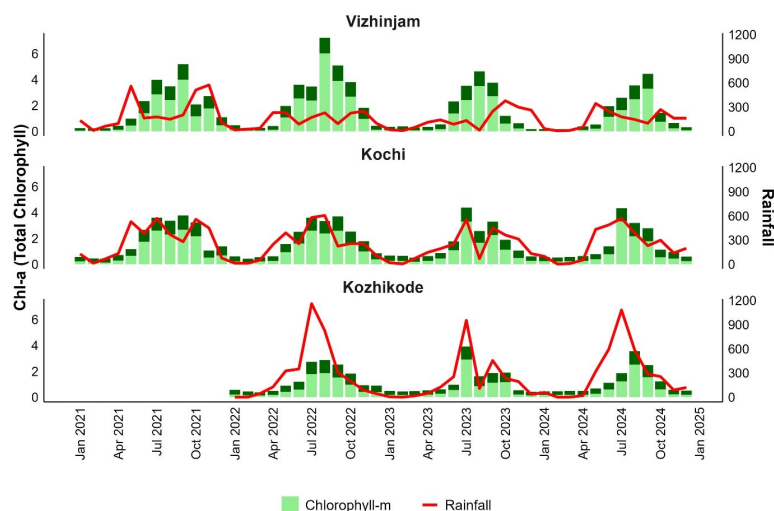 Vizhinjam
6
4
2
0
1200
900
600
300
0
Kochi
6
4
2
0
1200
900
600
300
0
Kozhikode
6
4
2
0
1200
900
600
300
0
Chl-a (Total Chlorophyll)
Rainfall
Jan 2021
Apr 2021
Jul 2021
Oct 2021
Jan 2022
Apr 2022
Jul 2022
Oct 2022
Jan 2023
Apr 2023
Jul 2023
Oct 2023
Jan 2024
Apr 2024
Jul 2024
Oct 2024
Jan 2025
Chlorophyll-m
Rainfall